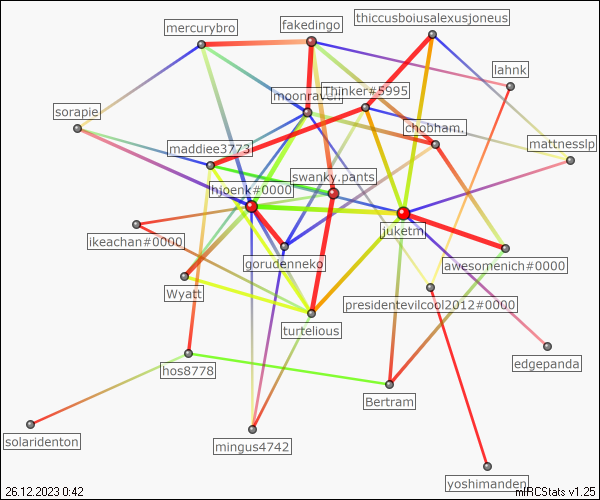 mercurybro
fakedingo
thiccusboiusalexusjoneus
lahnk
moonraven
Thinker#5995
sorapie
chobham.
mattnesslp
maddiee3773
swanky.pants
hjoenk#0000
juketm
ikeachan#0000
gorudenneko
awesomenich#0000
Wyatt
presidentevilcool2012#0000
turtelious
edgepanda
hos8778
Bertram
solaridenton
mingus4742
yoshimanden
26.12.2023 0:42
mIRCStats v1.25